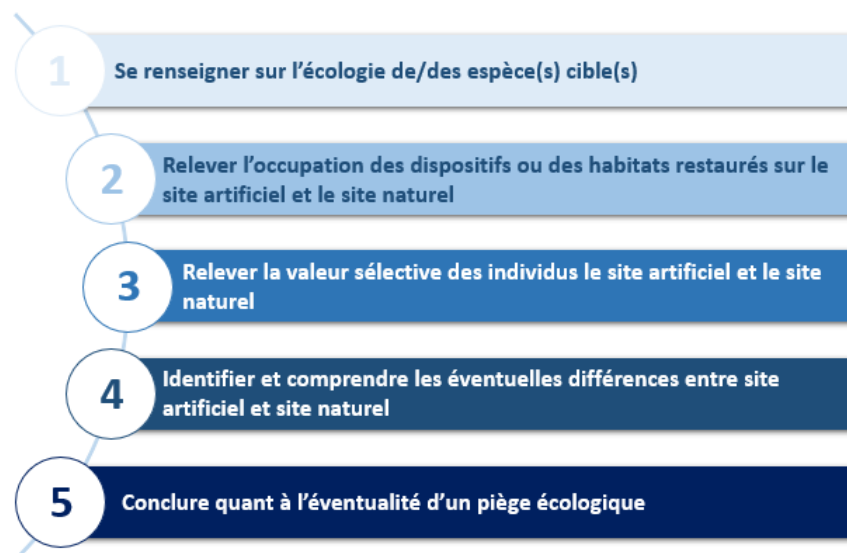 1
Se renseigner sur l’écologie de/des espèce(s) cible(s)
2
Relever l’occupation des dispositifs ou des habitats restaurés sur le
site artificiel et le site naturel
3
Relever la valeur sélective des individus le site artificiel et le site
naturel
4
Identifier et comprendre les éventuelles différences entre site
artificiel et site naturel
5
Conclure quant à l’éventualité d’un piège écologique